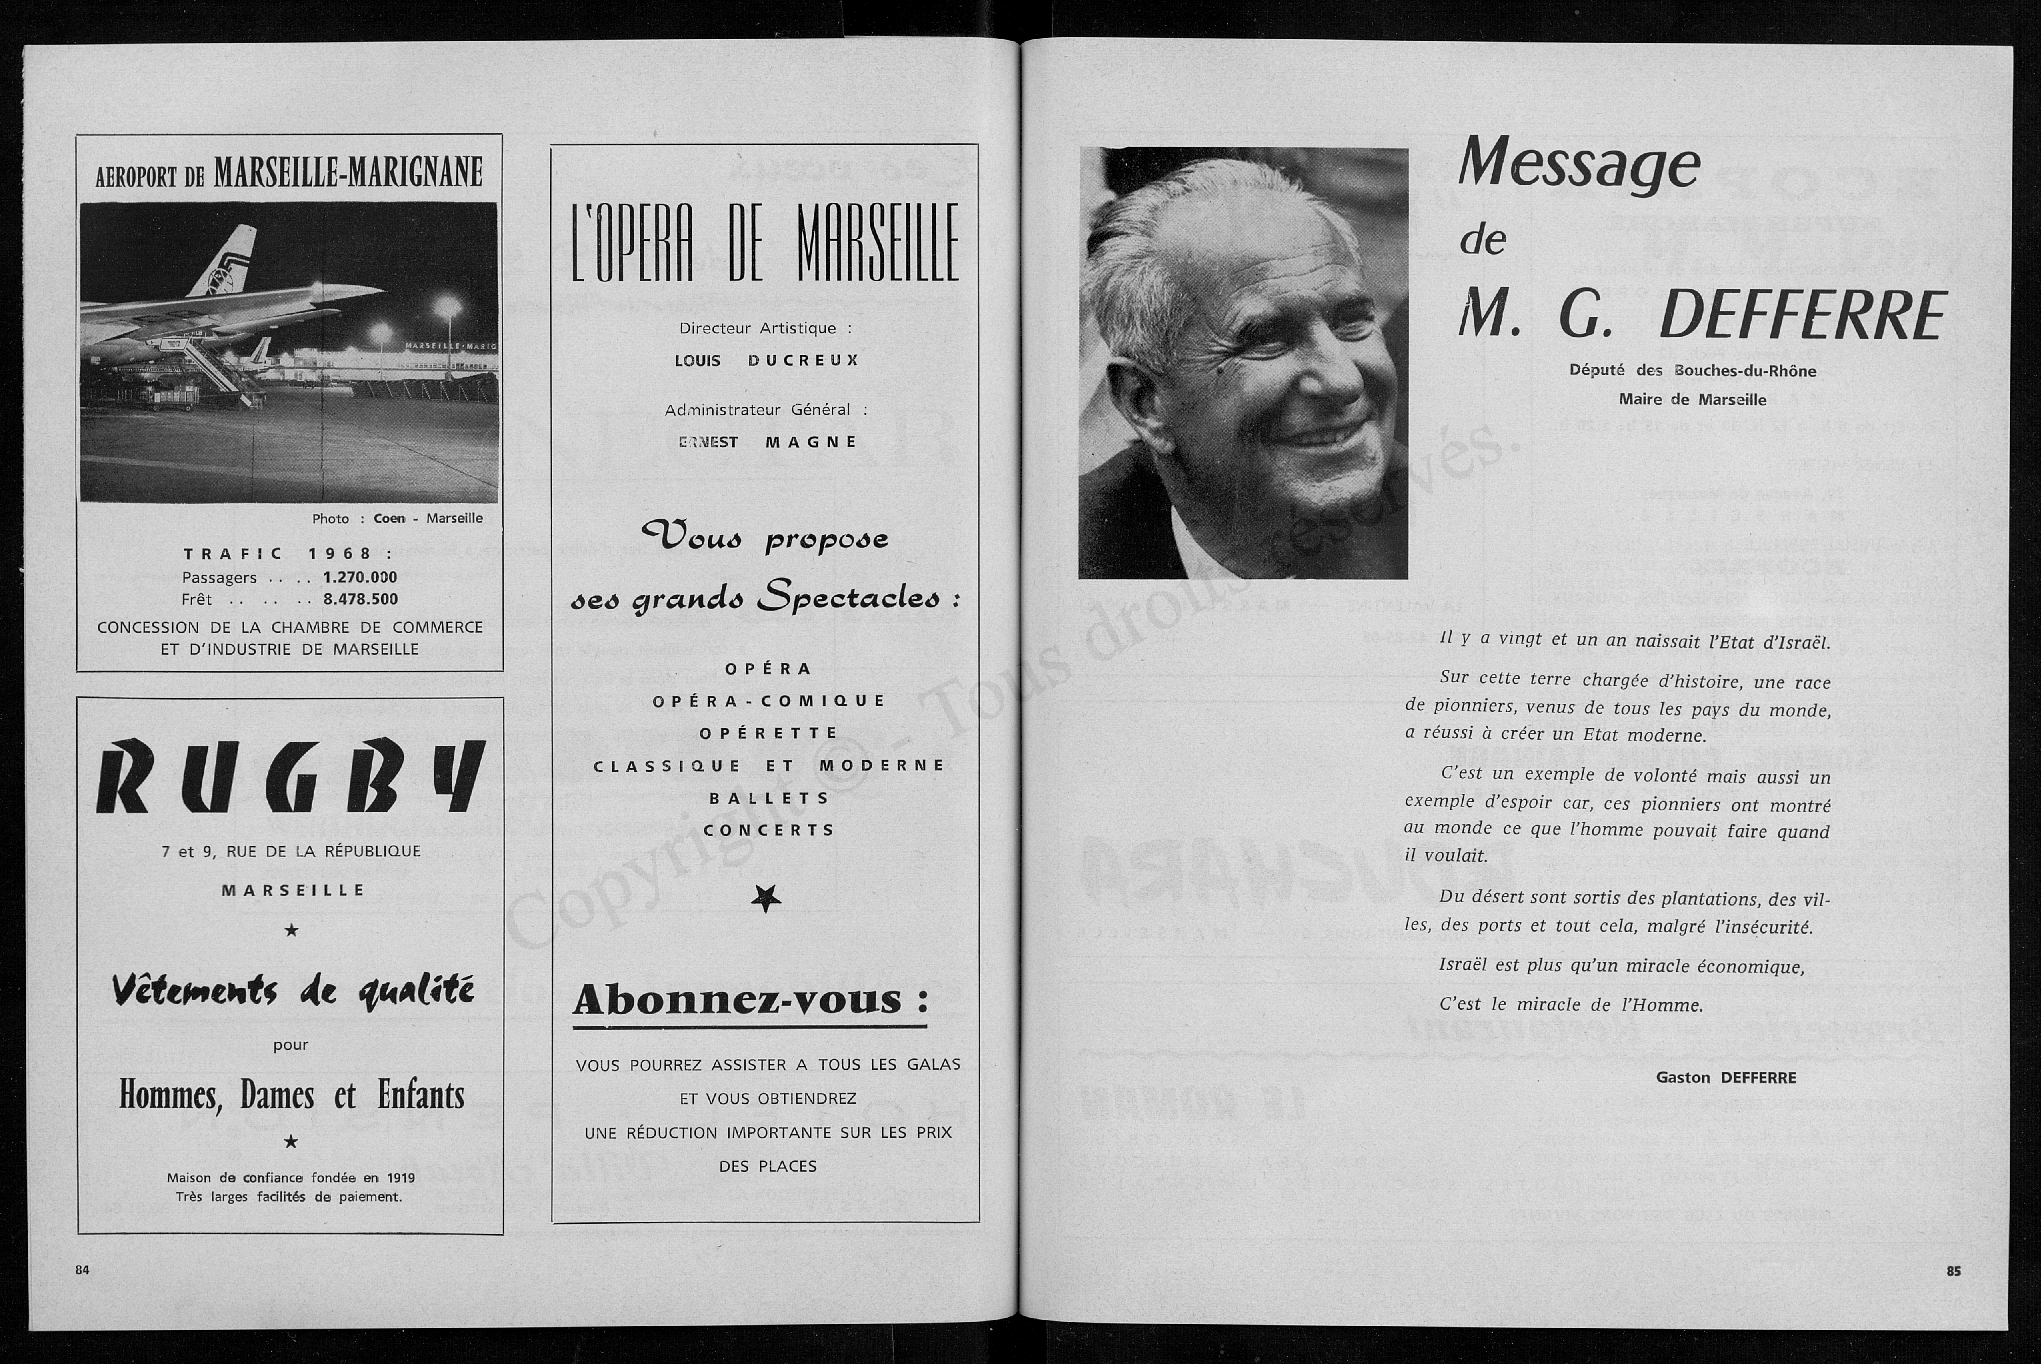 AEROPORT DE MARSEILLE-MARIGNANE
MARSEILLE-MARIG
Photo : Coen - Marseille
TRAFIC 1968 :
Passagers .. .. 1.270.000
Frêt .. .. .. 8.478.500
CONCESSION DE LA CHAMBRE DE COMMERCE
ET D'INDUSTRIE DE MARSEILLE
RUGBY
7 et 9, RUE DE LA RÉPUBLIQUE
MARSEILLE
Vêtements de qualité
pour
Hommes, Dames et Enfants
Maison de confiance fondée en 1919
Très larges facilités de paiement.
84
L'OPERA DE MARSEILLE
Directeur Artistique :
LOUIS DUCREUX
Administrateur Général :
ERNEST MAGNE
Vous propose
ses grands Spectacles :
OPÉRA
OPÉRA-COMIQUE
OPÉRETTE
CLASSIQUE ET MODERNE
BALLETS
CONCERTS
Abonnez-vous :
VOUS POURREZ ASSISTER A TOUS LES GALAS
ET VOUS OBTIENDREZ
UNE RÉDUCTION IMPORTANTE SUR LES PRIX
DES PLACES
Message
de
M. G. DEFFERRE
Député des Bouches-du-Rhône
Maire de Marseille
Il y a vingt et un an naissait l'Etat d'Israël.
Sur cette terre chargée d'histoire, une race
de pionniers, venus de tous les pays du monde,
a réussi à créer un Etat moderne.
C'est un exemple de volonté mais aussi un
exemple d'espoir car, ces pionniers ont montré
au monde ce que l'homme pouvait faire quand
il voulait.
Du désert sont sortis des plantations, des vil-
les, des ports et tout cela, malgré l'insécurité.
Israël est plus qu'un miracle économique,
C'est le miracle de l'Homme.
Gaston DEFFERRE
85
Copyright © - Tous droits réservés.